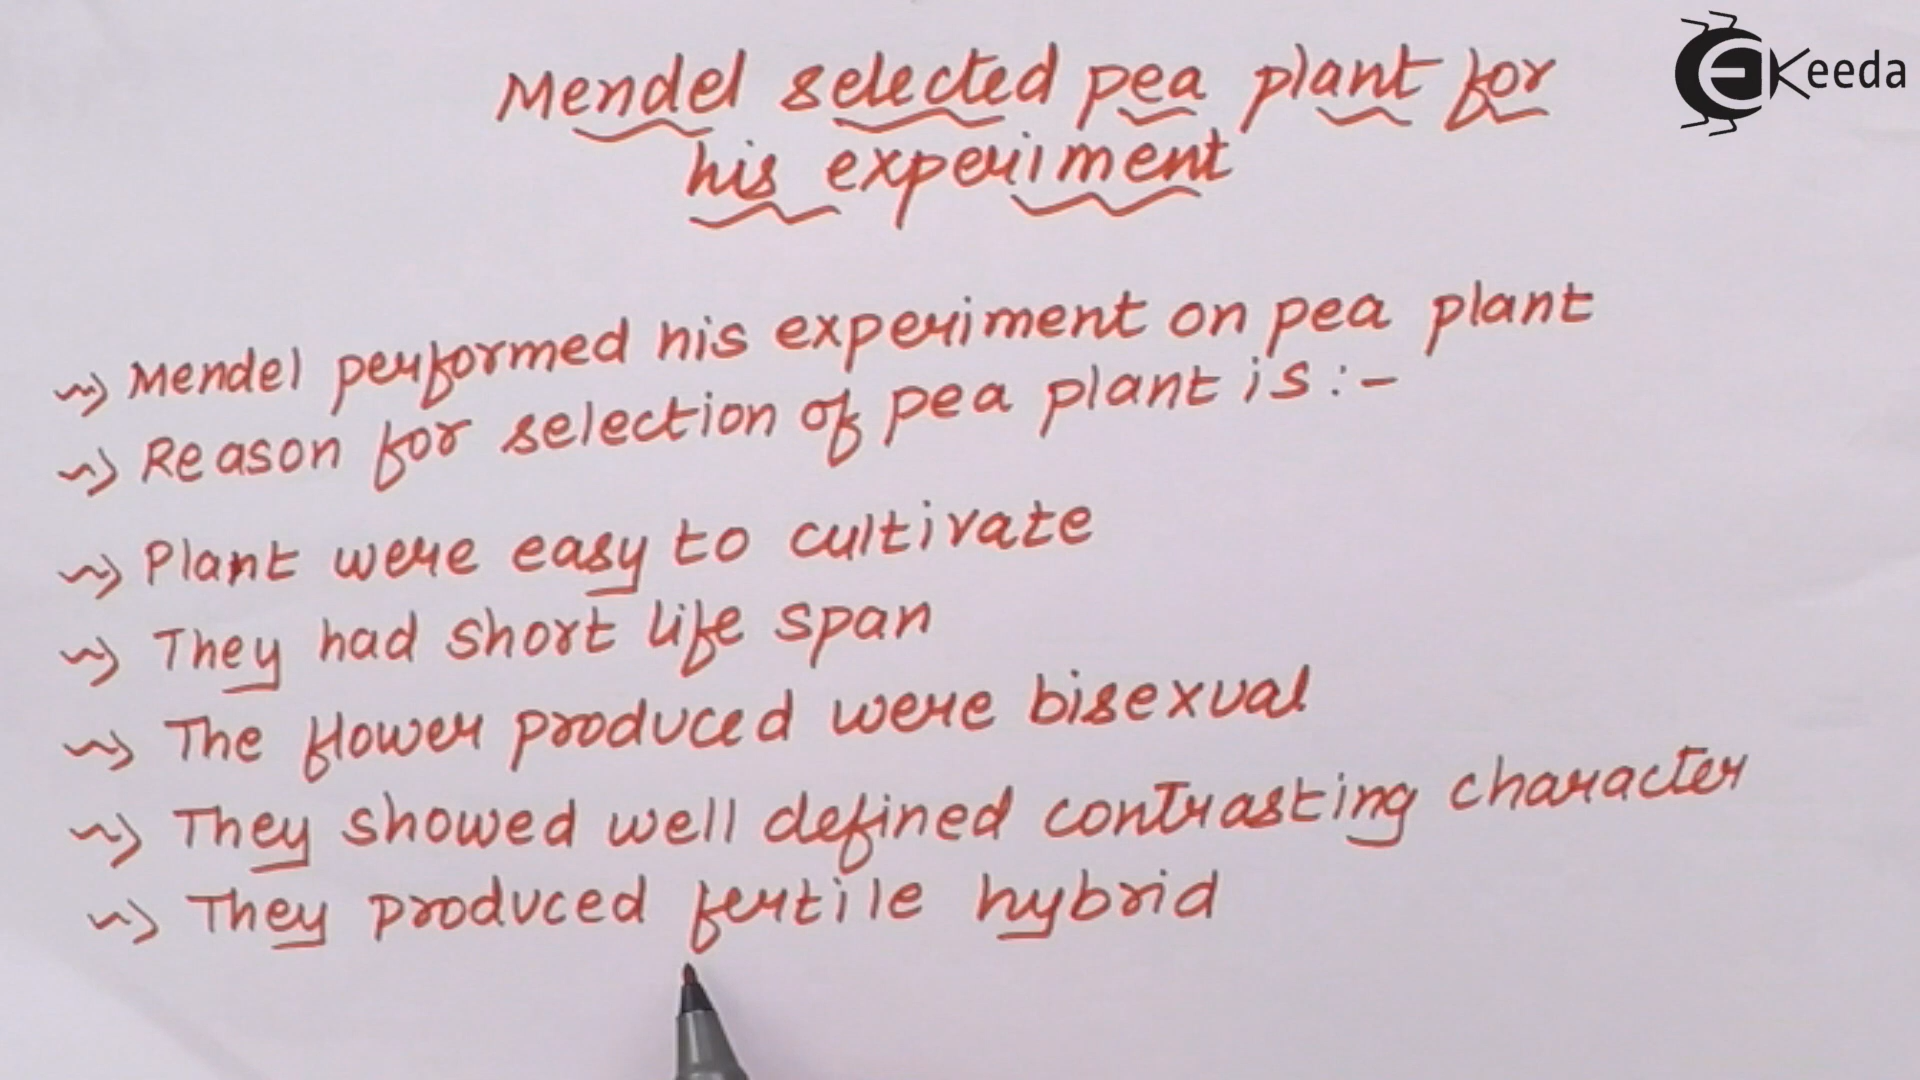 Mendel selected pea plant for
his experiment
Keeda
~> Mendel performed his experiment on pea plant
~> Reason for selection of pea plant is :-
~> Plant were easy to cultivate
~> They had short life span
~> The flower produced were bisexual
~> They showed well defined contrasting character
~> They produced fertile hybrid